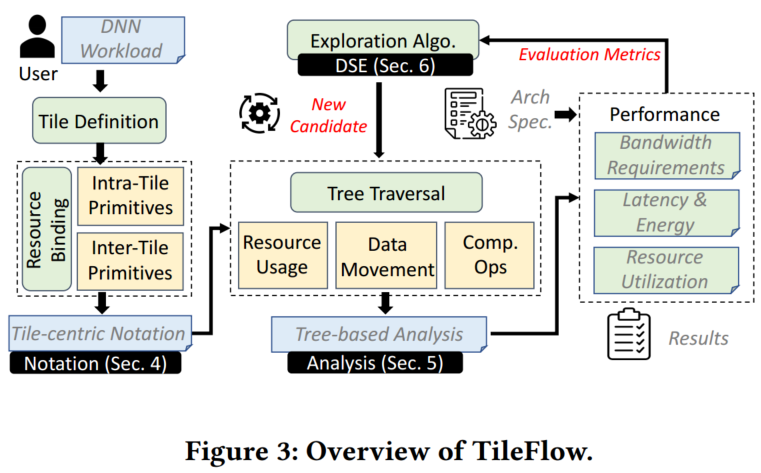 DNN
Workload
User
Tile Definition
Resource
Binding
Intra-Tile
Primitives
Inter-Tile
Primitives
Tile-centric Notation
Notation (Sec. 4)
Exploration Algo.
DSE (Sec. 6)
New
Candidate
Tree Traversal
Resource
Usage
Data
Movement
Comp.
Ops
Tree-based Analysis
Analysis (Sec. 5)
Evaluation Metrics
Arch
Spec.
Performance
Bandwidth
Requirements
Latency &
Energy
Resource
Utilization
Results
Figure 3: Overview of TileFlow.